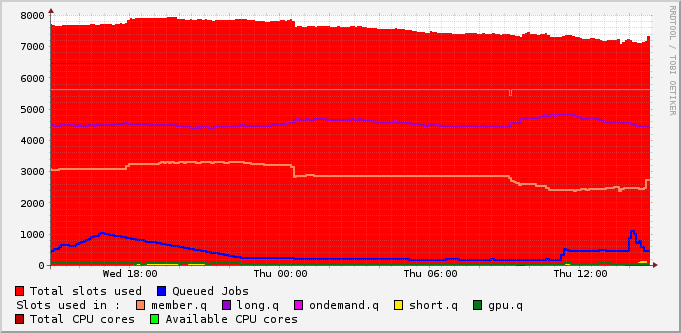 8000
7000
6000
5000
4000
3000
2000
1000
0
Wed 18:00 Thu 00:00 Thu 06:00 Thu 12:00
RRDTOOL / TOBI OETIKER
Total slots used Queued Jobs
Slots used in : member.q long.q ondemand.q short.q gpu.q
Total CPU cores Available CPU cores